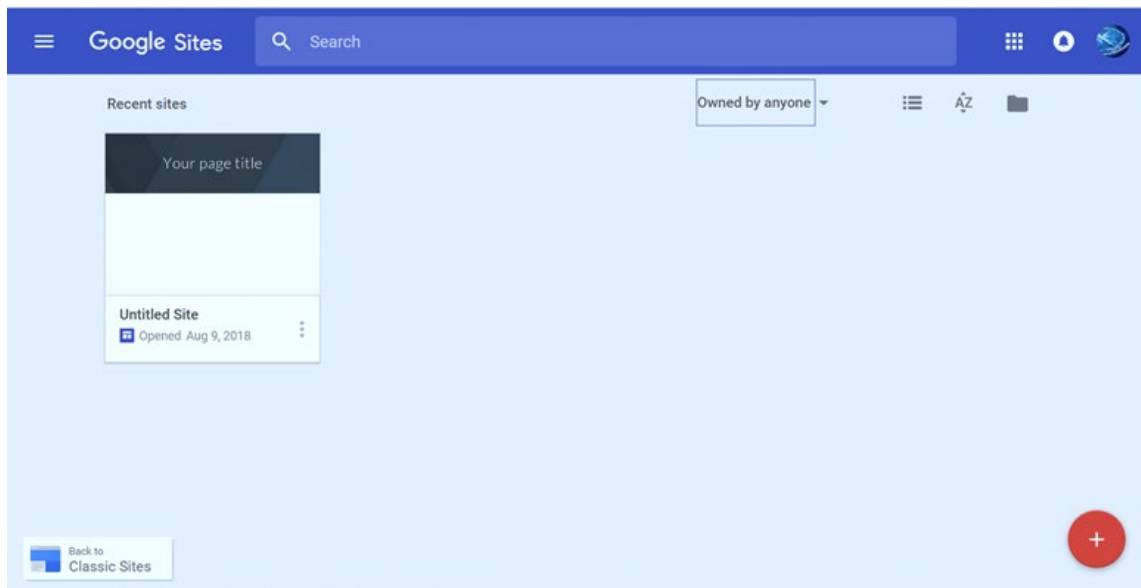 Google Sites
Search
Recent sites
Owned by anyone
AZ
Your page title
Untitled Site
Opened Aug 9, 2018
Back to
Classic Sites